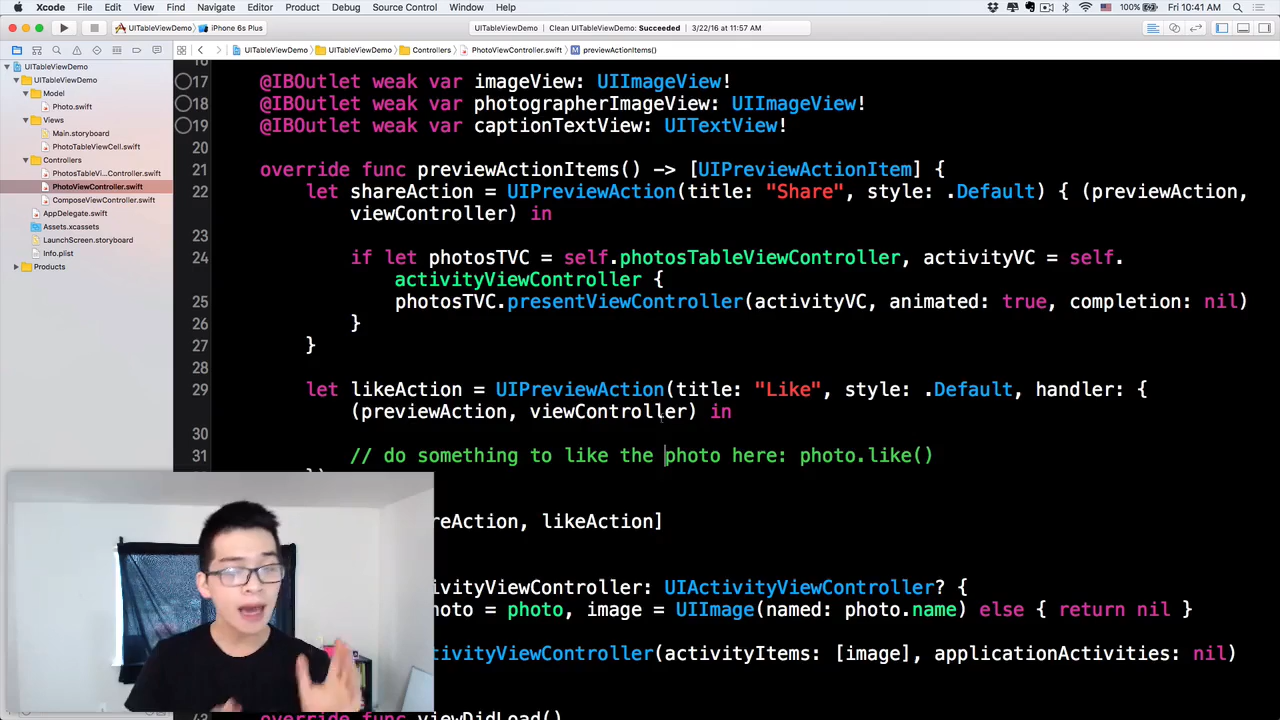 Xcode File Edit View Find Navigate Editor Product Debug Source Control Window Help 100% Fri 10:41 AM
UITableViewDemo iPhone 6s Plus UITableViewDemo Clean UITableViewDemo: Succeeded 3/22/16 at 11:57 AM
UITableViewDemo UITableViewDemo Controllers PhotoViewController.swift M previewActionItems()
UITableViewDemo
UITableViewDemo
Model
Photo.swift
Views
Main.storyboard
PhotoTableViewCell.swift
Controllers
PhotosTableVi...Controller.swift
PhotoViewController.swift
ComposeViewController.swift
AppDelegate.swift
Assets.xcassets
LaunchScreen.storyboard
Info.plist
Products
16
17 @IBOutlet weak var imageView: UIImageView!
18 @IBOutlet weak var photographerImageView: UIImageView!
19 @IBOutlet weak var captionTextView: UITextView!
20
21 override func previewActionItems() -> [UIPreviewActionItem] {
22 let shareAction = UIPreviewAction(title: "Share", style: .Default) { (previewAction,
viewController) in
23
24 if let photosTVC = self.photosTableViewController, activityVC = self.
activityViewController {
25 photosTVC.presentViewController(activityVC, animated: true, completion: nil)
26 }
27 }
28
29 let likeAction = UIPreviewAction(title: "Like", style: .Default, handler: {
(previewAction, viewController) in
30
31 // do something to like the photo here: photo.like()
})
reAction, likeAction]
ivityViewController: UIActivityViewController? {
hoto = photo, image = UIImage(named: photo.name) else { return nil }
tivityViewController(activityItems: [image], applicationActivities: nil)
override func viewDidLoad()